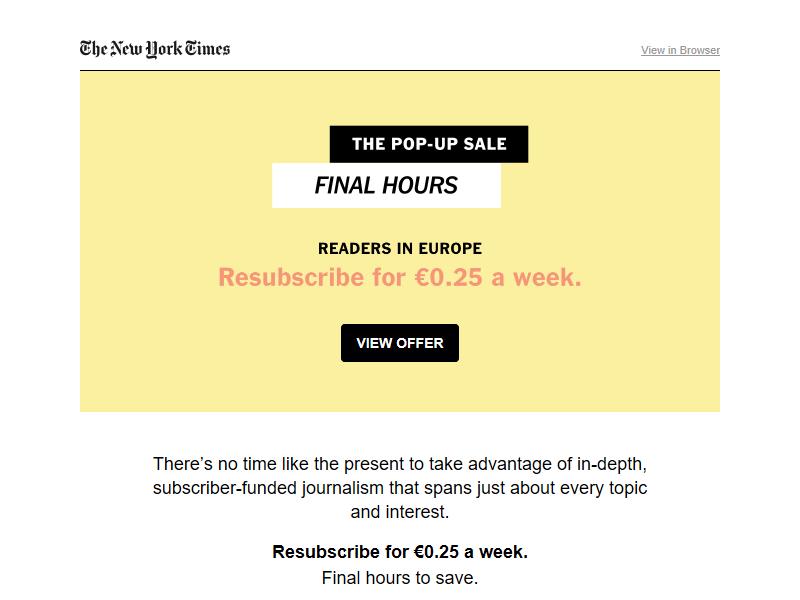 The New York Times
View in Browser
THE POP-UP SALE
FINAL HOURS
READERS IN EUROPE
Resubscribe for €0.25 a week.
VIEW OFFER
There’s no time like the present to take advantage of in-depth,
subscriber-funded journalism that spans just about every topic
and interest.
Resubscribe for €0.25 a week.
Final hours to save.